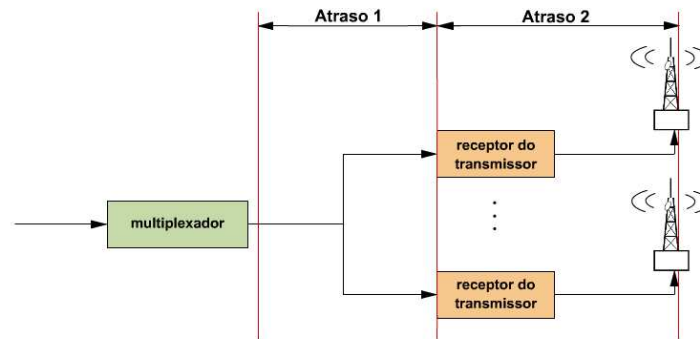 Atraso 1
Atraso 2
receptor do
transmissor
multiplexador
receptor do
transmissor